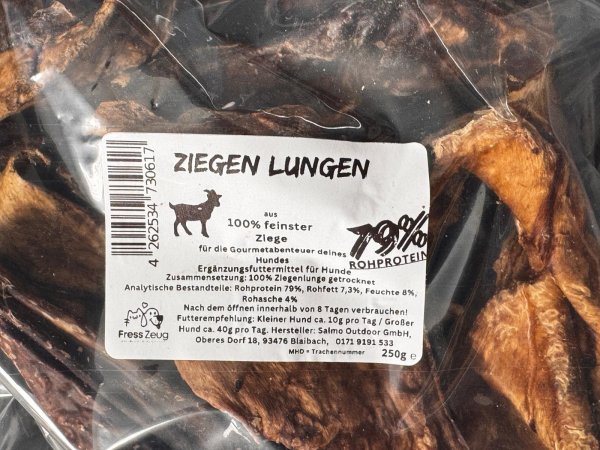 ZIEGEN LUNGEN
4 262534 730617
aus
100% feinster
Ziege
für die Gourmetabenteuer deines
Hundes
79%
ROHPROTEIN
Ergänzungsfuttermittel für Hunde
Zusammensetzung: 100% Ziegenlunge getrocknet
Analytische Bestandteile: Rohprotein 79%, Rohfett 7,3%, Feuchte 8%,
Rohasche 4%
Nach dem öffnen innerhalb von 8 Tagen verbrauchen!
Futterempfehlung: Kleiner Hund ca. 10g pro Tag / Großer
Hund ca. 40g pro Tag. Hersteller: Salmo Outdoor GmbH,
Oberes Dorf 18, 93476 Blaibach, 0171 9191 533
MHD = Trachennummer
250g e
FressZeug